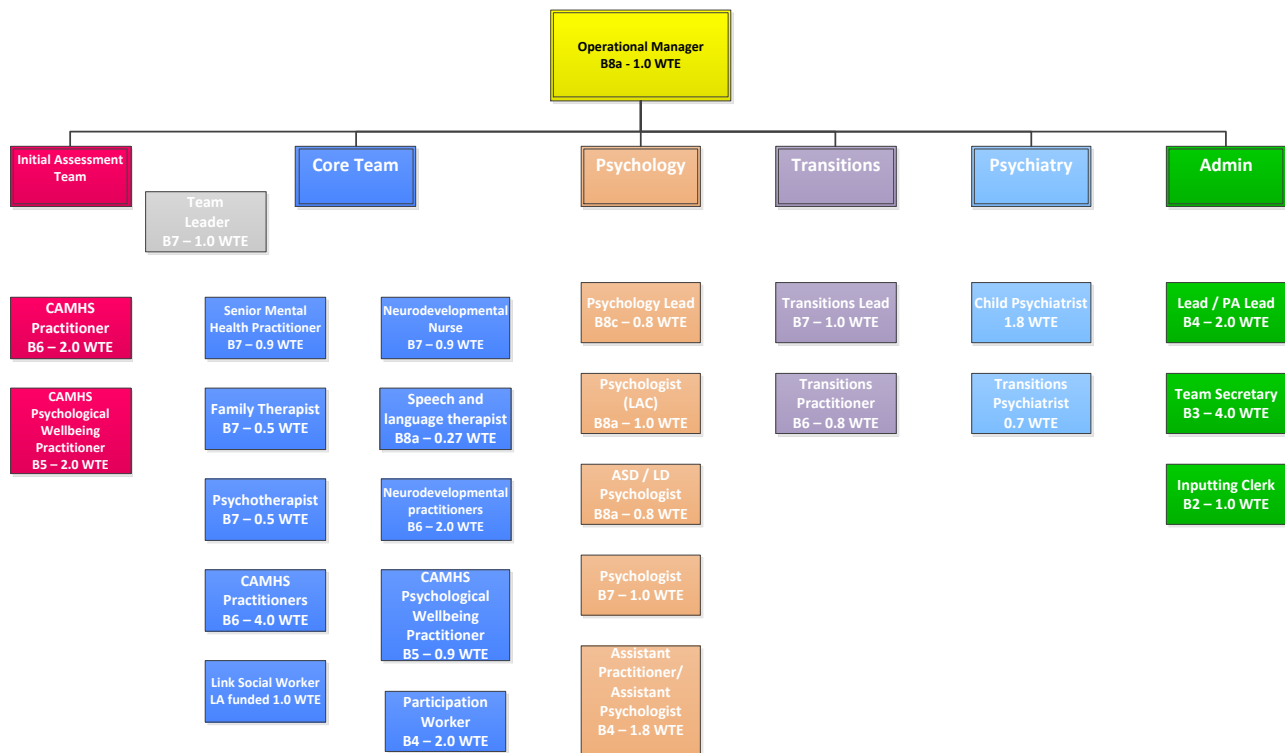 Operational Manager
B8a - 1.0 WTE
Initial Assessment
Team
Core Team
Psychology
Transitions
Psychiatry
Admin
Team
Leader
B7 – 1.0 WTE
CAMHS
Practitioner
B6 – 2.0 WTE
CAMHS
Psychological
Wellbeing
Practitioner
B5 – 2.0 WTE
Senior Mental
Health Practitioner
B7 – 0.9 WTE
Family Therapist
B7 – 0.5 WTE
Psychotherapist
B7 – 0.5 WTE
CAMHS
Practitioners
B6 – 4.0 WTE
Link Social Worker
LA funded 1.0 WTE
Neurodevelopmental
Nurse
B7 – 0.9 WTE
Speech and
language therapist
B8a – 0.27 WTE
Neurodevelopmental
practitioners
B6 – 2.0 WTE
CAMHS
Psychological
Wellbeing
Practitioner
B5 – 0.9 WTE
Participation
Worker
B4 – 2.0 WTE
Psychology Lead
B8c – 0.8 WTE
Psychologist
(LAC)
B8a – 1.0 WTE
ASD / LD
Psychologist
B8a – 0.8 WTE
Psychologist
B7 – 1.0 WTE
Assistant
Practitioner/
Assistant
Psychologist
B4 – 1.8 WTE
Transitions Lead
B7 – 1.0 WTE
Transitions
Practitioner
B6 – 0.8 WTE
Child Psychiatrist
1.8 WTE
Transitions
Psychiatrist
0.7 WTE
Lead / PA Lead
B4 – 2.0 WTE
Team Secretary
B3 – 4.0 WTE
Inputting Clerk
B2 – 1.0 WTE